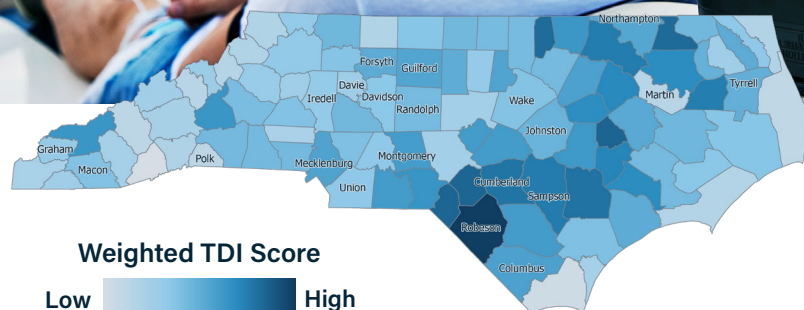 Northampton
Forsyth
Guilford
Davie
Iredell
Davidson
Randolph
Wake
Martin
Tyrrell
Johnston
Graham
Macon
Polk
Mecklenburg
Montgomery
Union
Cumberland
Sampson
Robeson
Columbus
Weighted TDI Score
Low
High